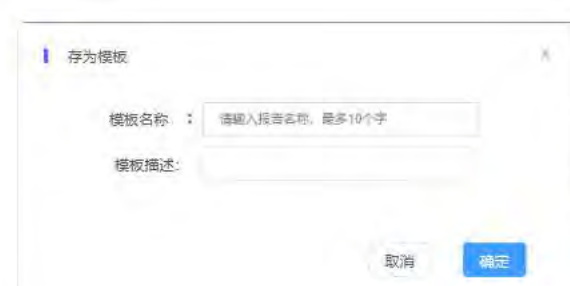 存为模板
×
模板名称 : 请输入报告名称，最多10个字
模板描述:
取消 确定